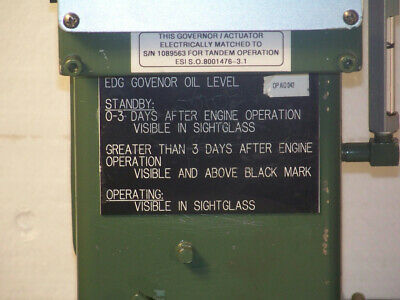 THIS GOVERNOR / ACTUATOR
ELECTRICALLY MATCHED TO
S/N 1089563 FOR TANDEM OPERATION
ESI S.O.8001476-3.1
EDG GOVENOR OIL LEVEL
STANDBY:
0-3 DAYS AFTER ENGINE OPERATION
VISIBLE IN SIGHTGLASS
GREATER THAN 3 DAYS AFTER ENGINE
OPERATION
VISIBLE AND ABOVE BLACK MARK
OPERATING:
VISIBLE IN SIGHTGLASS